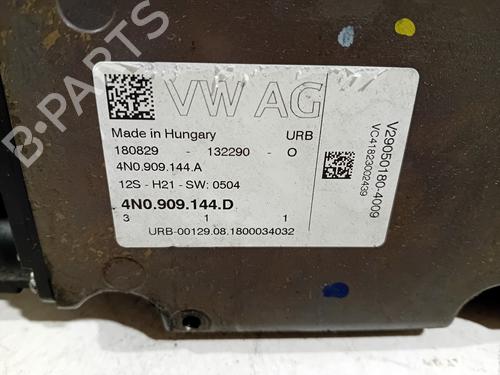 VW AG
Made in Hungary URB
180829 - 132290 - O
4N0.909.144.A
12S - H21 - SW: 0504
4N0.909.144.D
3 1 1
URB-00129.08.1800034032
V29050180-4009
VC41823002439
B-PARTS